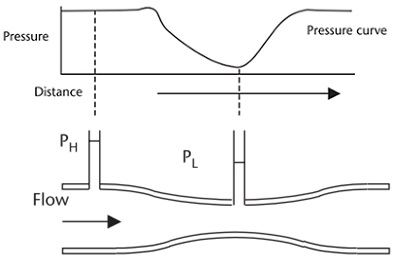 Pressure
Pressure curve
Distance
P_H
P_L
Flow